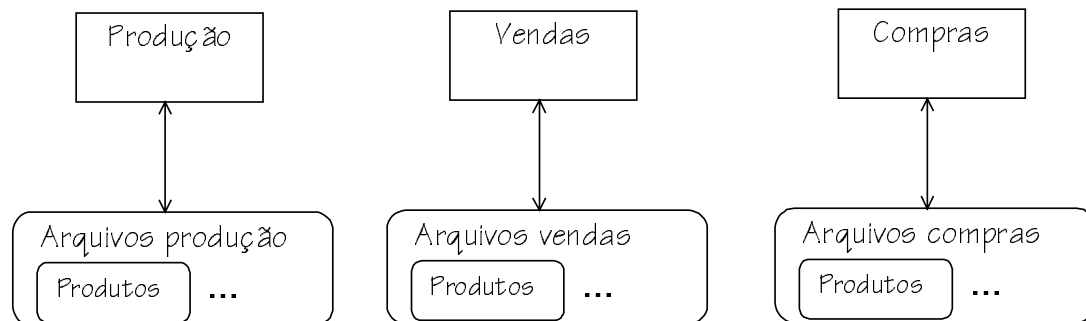 Produção
Vendas
Compras
Arquivos produção
Arquivos vendas
Arquivos compras
Produtos ...
Produtos ...
Produtos ...